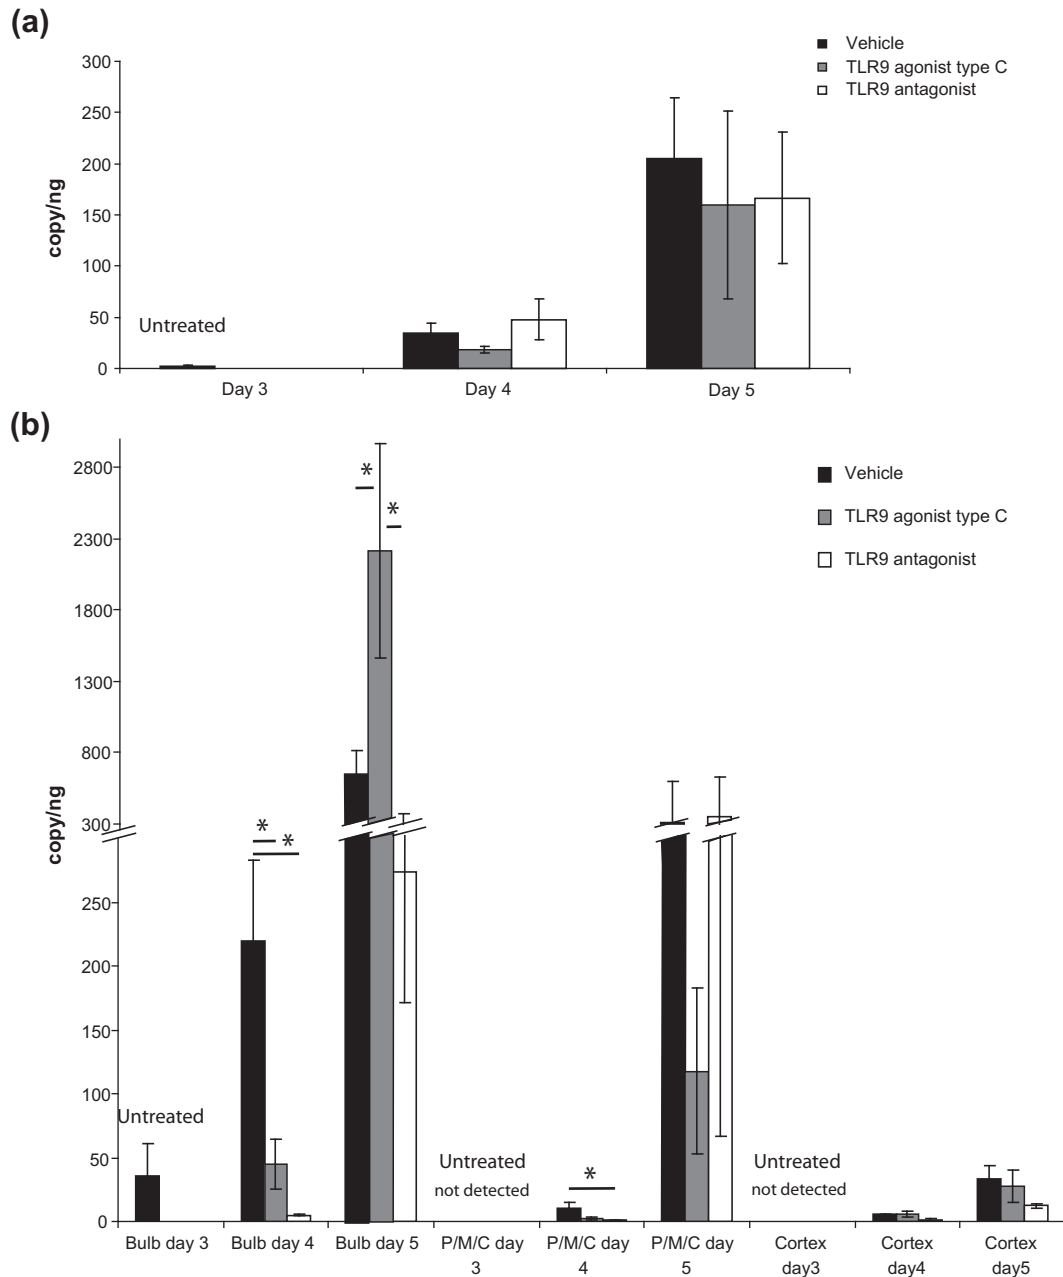 (a)
Vehicle
TLR9 agonist type C
TLR9 antagonist
300
250
200
150
100
50
0
copy/ng
Untreated
Day 3
Day 4
Day 5
(b)
Vehicle
TLR9 agonist type C
TLR9 antagonist
2800
2300
1800
1300
800
300
250
200
150
100
50
0
copy/ng
*
*
*
*
Untreated
Untreated
not detected
*
Untreated
not detected
Bulb day 3
Bulb day 4
Bulb day 5
P/M/C day
3
P/M/C day
4
P/M/C day
5
Cortex
day3
Cortex
day4
Cortex
day5